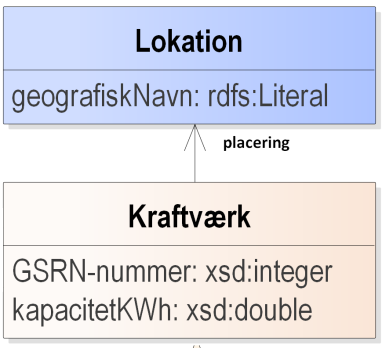 Lokation
geografiskNavn: rdfs:Literal
placering
Kraftværk
GSRN-nummer: xsd:integer
kapacitetKWh: xsd:double